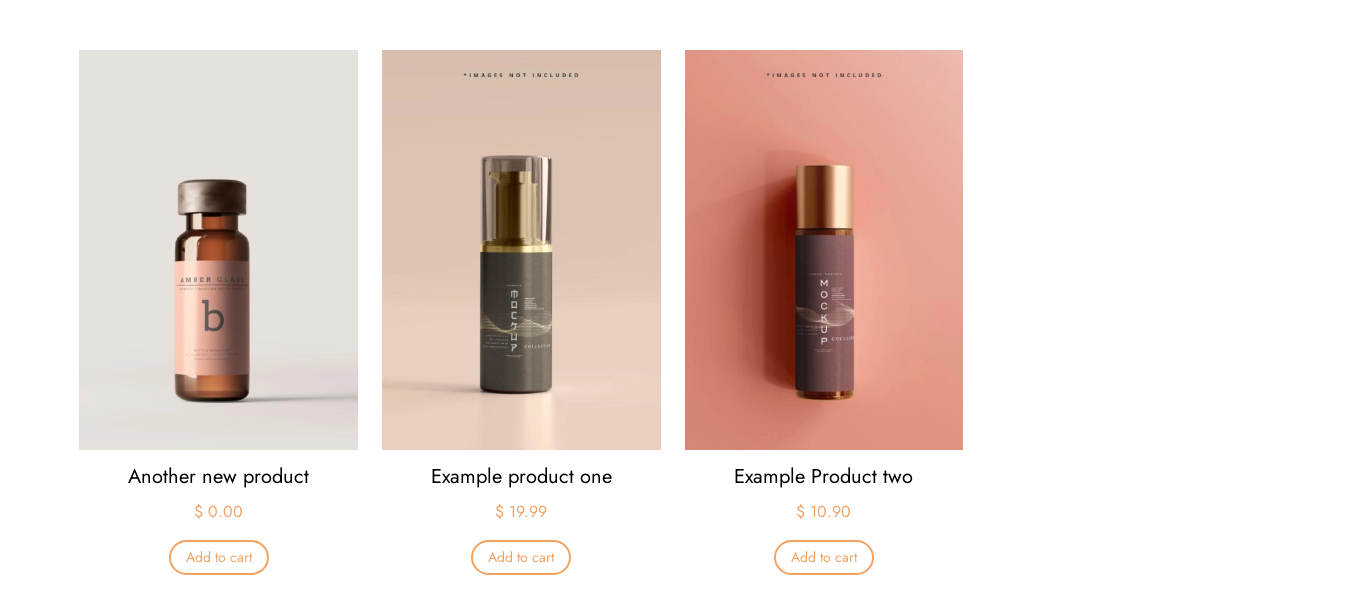 *IMAGES NOT INCLUDED
*IMAGES NOT INCLUDED
AMBER GLASS
b
MOCKUP
COLLECTION
MOCKUP
Another new product
Example product one
Example Product two
$ 0.00
$ 19.99
$ 10.90
Add to cart
Add to cart
Add to cart